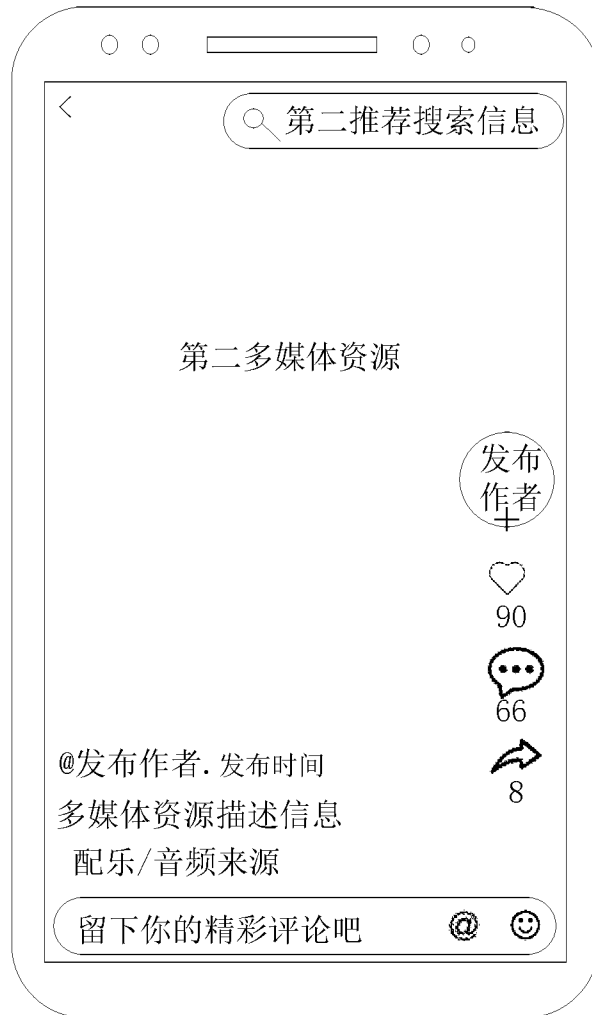 第二推荐搜索信息
第二多媒体资源
发布
作者
90
66
8
@发布作者.发布时间
多媒体资源描述信息
配乐/音频来源
留下你的精彩评论吧 @